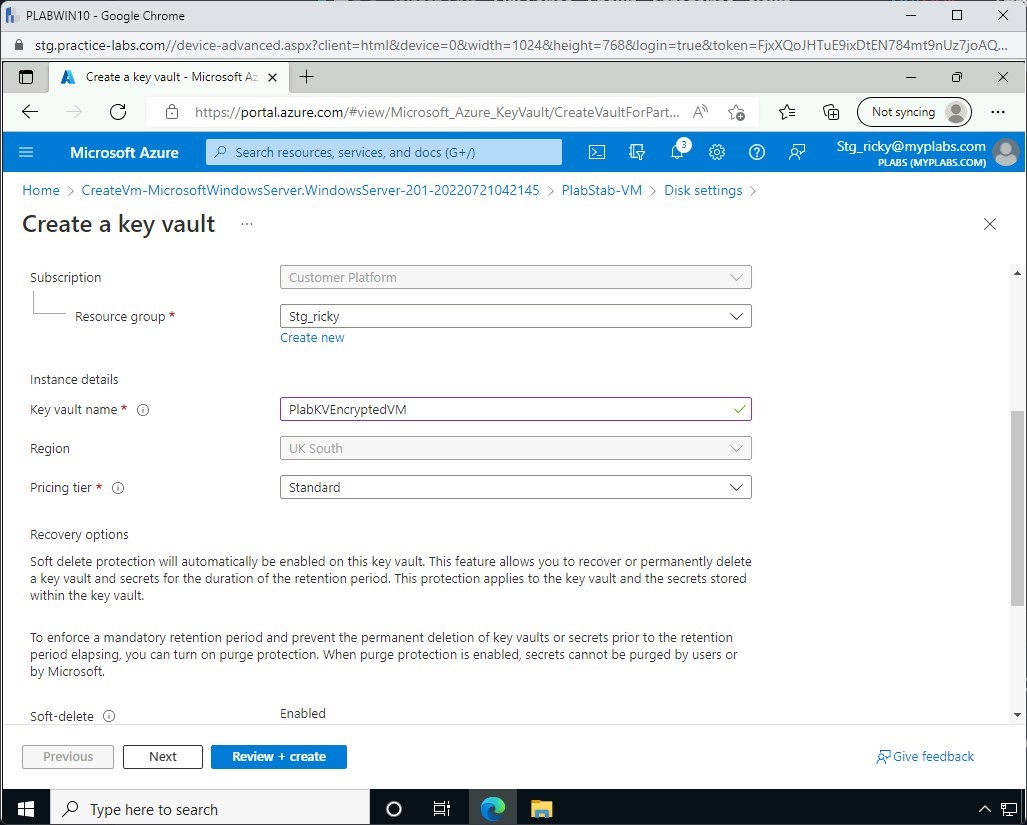 PLABWIN10 - Google Chrome
stg.practice-labs.com//device-advanced.aspx?client=html&device=0&width=1024&height=768&login=true&token=FjxXQoJHTuE9ixDtEN784mt9nUz7joAQ...
Create a key vault - Microsoft Az
https://portal.azure.com/#view/Microsoft_Azure_KeyVault/CreateVaultForPart...
Not syncing
Microsoft Azure
Search resources, services, and docs (G+/)
3
Stg_ricky@myplabs.com
PLABS (MYPLABS.COM)
Home > CreateVm-MicrosoftWindowsServer.WindowsServer-201-20220721042145 > PlabStab-VM > Disk settings >
Create a key vault ...
Subscription
Customer Platform
Resource group *
Stg_ricky
Create new
Instance details
Key vault name *
PlabKVEncryptedVM
Region
UK South
Pricing tier *
Standard
Recovery options
Soft delete protection will automatically be enabled on this key vault. This feature allows you to recover or permanently delete
a key vault and secrets for the duration of the retention period. This protection applies to the key vault and the secrets stored
within the key vault.
To enforce a mandatory retention period and prevent the permanent deletion of key vaults or secrets prior to the retention
period elapsing, you can turn on purge protection. When purge protection is enabled, secrets cannot be purged by users or
by Microsoft.
Soft-delete
Enabled
Previous
Next
Review + create
Give feedback
Type here to search